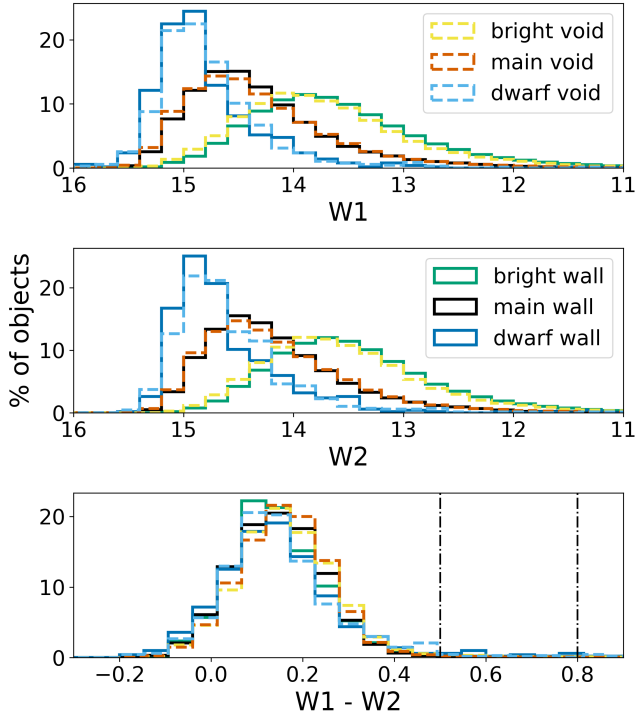 20
10
0
bright void
main void
dwarf void
16 15 14 13 12 11
W1
% of objects
20
10
0
bright wall
main wall
dwarf wall
16 15 14 13 12 11
W2
20
10
0
−0.2 0.0 0.2 0.4 0.6 0.8
W1 - W2